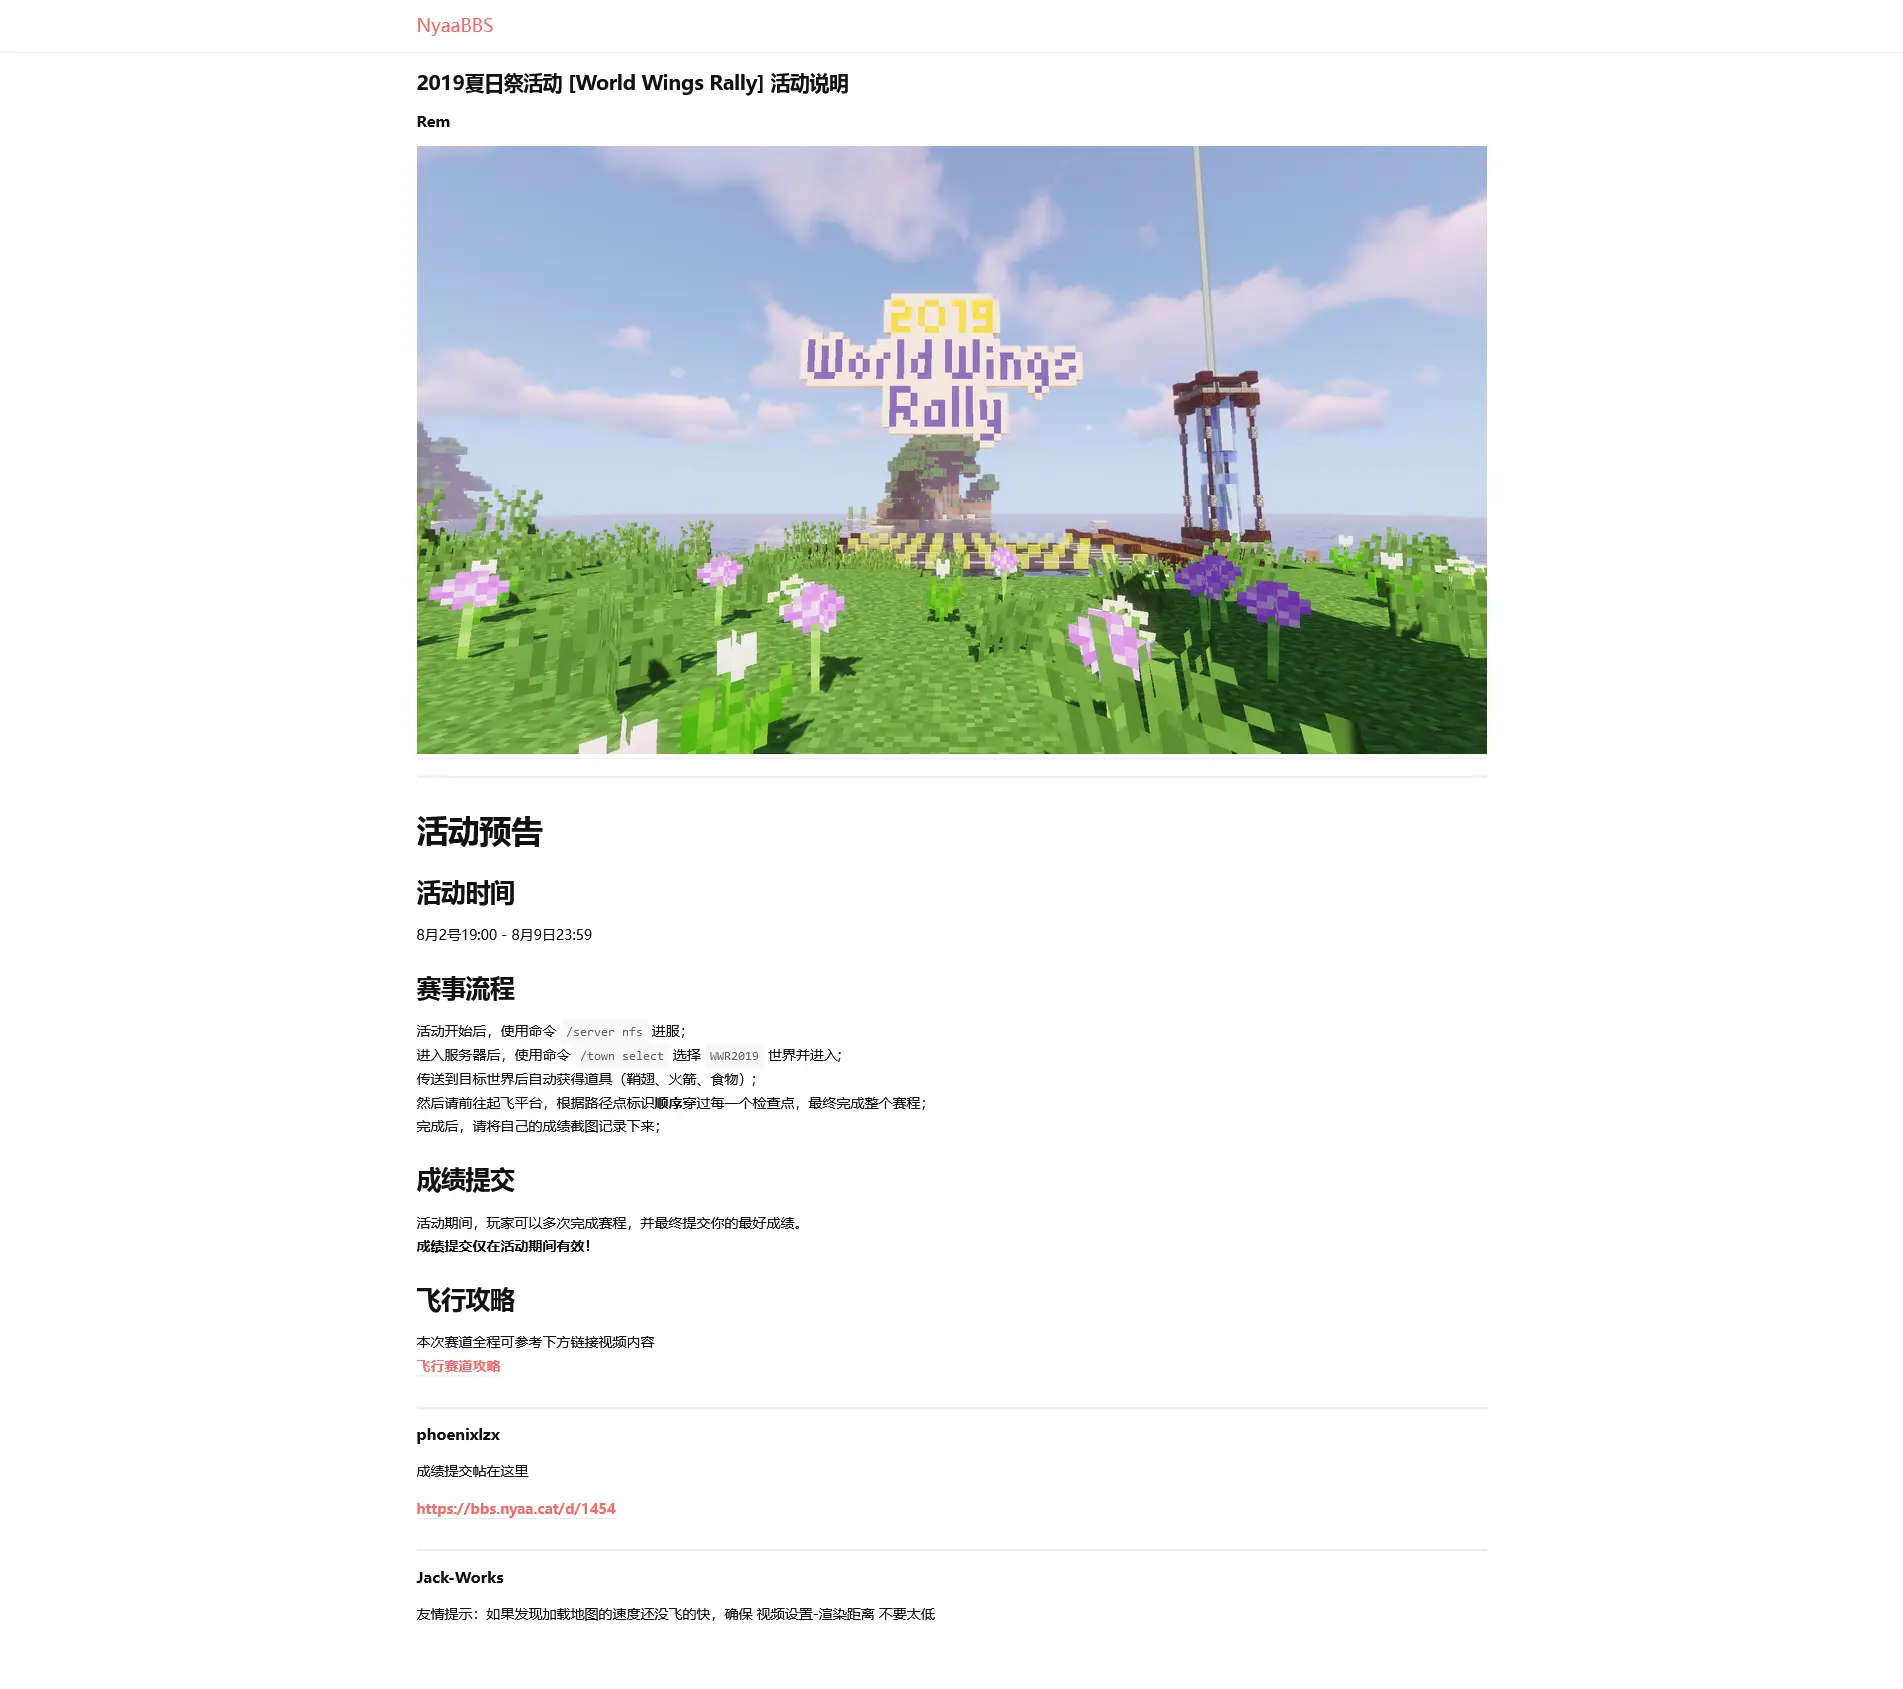 NyaaBBS
2019夏日祭活动 [World Wings Rally] 活动说明
Rem
2019
World Wings
Rally
活动预告
活动时间
8月2号19:00 - 8月9日23:59
赛事流程
活动开始后，使用命令 /server nfs 进服；
进入服务器后，使用命令 /town select 选择 WWR2019 世界并进入；
传送到目标世界后自动获得道具（鞘翅、火箭、食物）；
然后请前往起飞平台，根据路径点标识顺序穿过每一个检查点，最终完成整个赛程；
完成后，请将自己的成绩截图记录下来；
成绩提交
活动期间，玩家可以多次完成赛程，并最终提交你的最好成绩。
成绩提交仅在活动期间有效！
飞行攻略
本次赛道全程可参考下方链接视频内容
飞行赛道攻略
phoenixlzx
成绩提交帖在这里
https://bbs.nyaa.cat/d/1454
Jack-Works
友情提示：如果发现加载地图的速度还没飞的快，确保 视频设置-渲染距离 不要太低